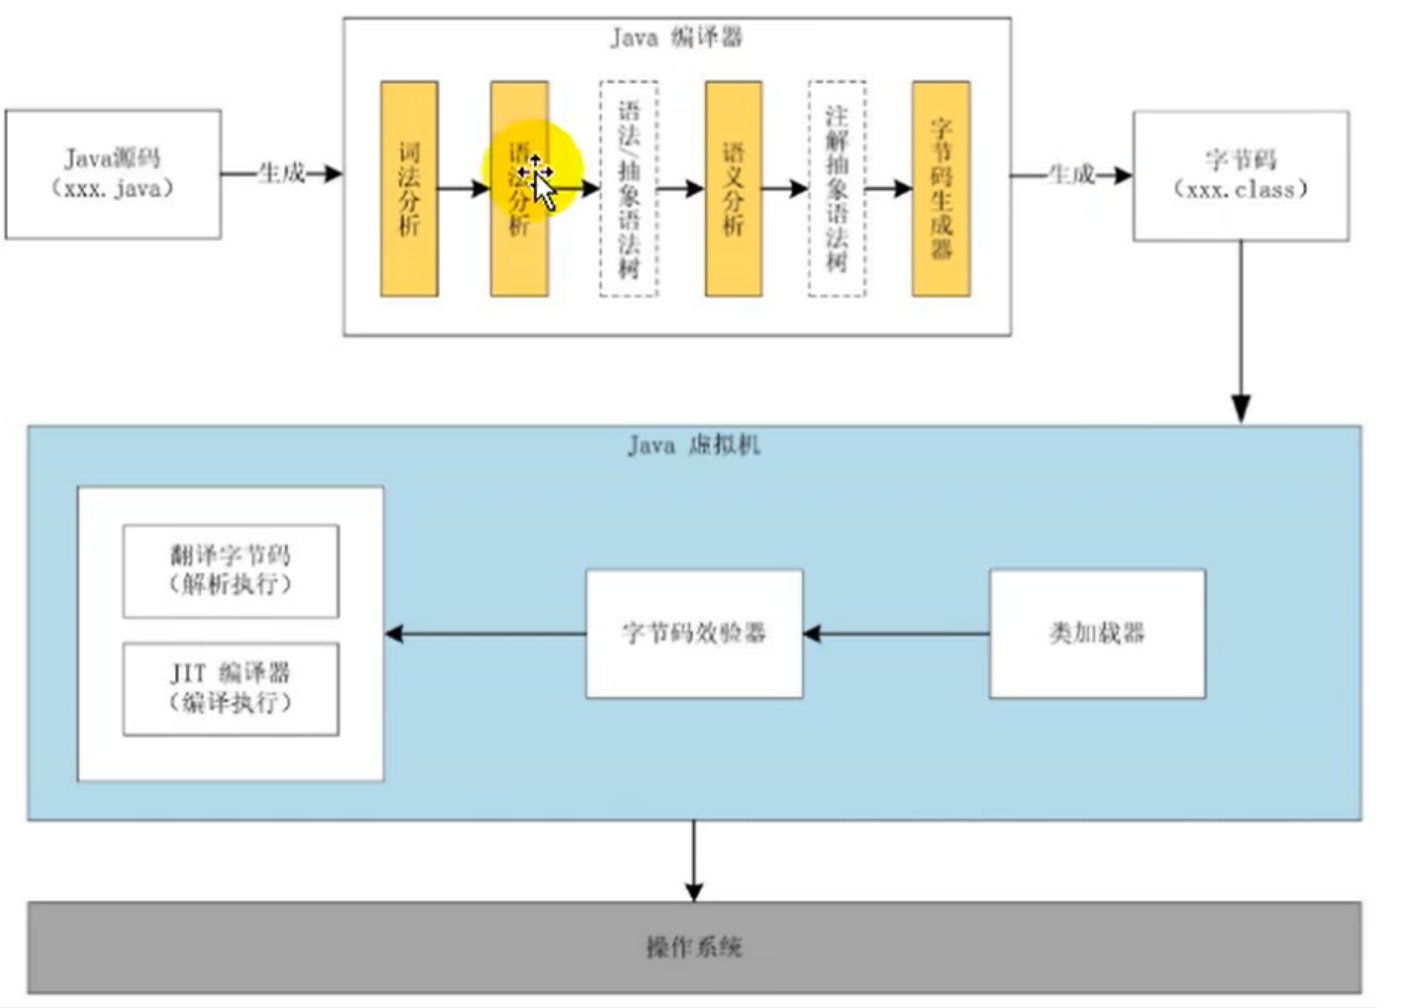 Java 编译器
Java源码
（xxx.java）
生成
词法分析
语法分析
语法/抽象语法树
语义分析
注解抽象语法树
字节码生成器
生成
字节码
（xxx.class）
Java 虚拟机
翻译字节码
（解析执行）
JIT 编译器
（编译执行）
字节码效验器
类加载器
操作系统